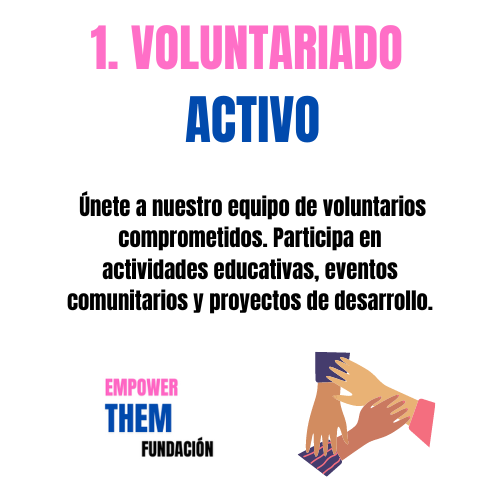 1. VOLUNTARIADO
ACTIVO
Únete a nuestro equipo de voluntarios
comprometidos. Participa en
actividades educativas, eventos
comunitarios y proyectos de desarrollo.
EMPOWER
THEM
FUNDACIÓN